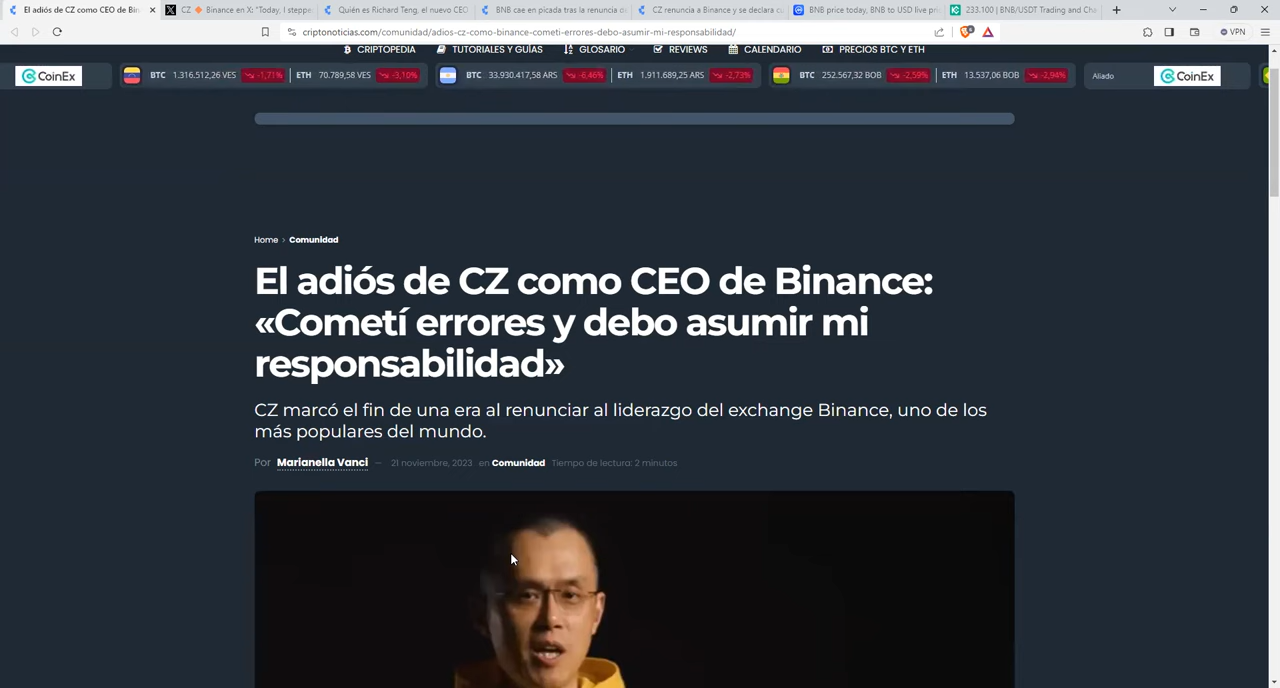 El adiós de CZ como CEO de Bin
CZ 🔶 Binance en X: "Today, I steppe
Quién es Richard Teng, el nuevo CEO
BNB cae en picada tras la renuncia d
CZ renuncia a Binance y se declara cu
BNB price today, BNB to USD live pri
233.100 | BNB/USDT Trading and Cha
criptonoticias.com/comunidad/adios-cz-como-binance-cometi-errores-debo-asumir-mi-responsabilidad/
VPN
CRIPTOPEDIA TUTORIALES Y GUÍAS GLOSARIO REVIEWS CALENDARIO PRECIOS BTC Y ETH
CoinEx BTC 1.316.512,26 VES -1,71% ETH 70.789,58 VES -3,10% BTC 33.930.417,58 ARS -6,46% ETH 1.911.689,25 ARS -2,73% BTC 252.567,32 BOB -2,59% ETH 13.537,06 BOB -2,94% Aliado CoinEx
Home > Comunidad
El adiós de CZ como CEO de Binance:
«Cometí errores y debo asumir mi
responsabilidad»
CZ marcó el fin de una era al renunciar al liderazgo del exchange Binance, uno de los
más populares del mundo.
Por Marianella Vanci — 21 noviembre, 2023 en Comunidad Tiempo de lectura: 2 minutos